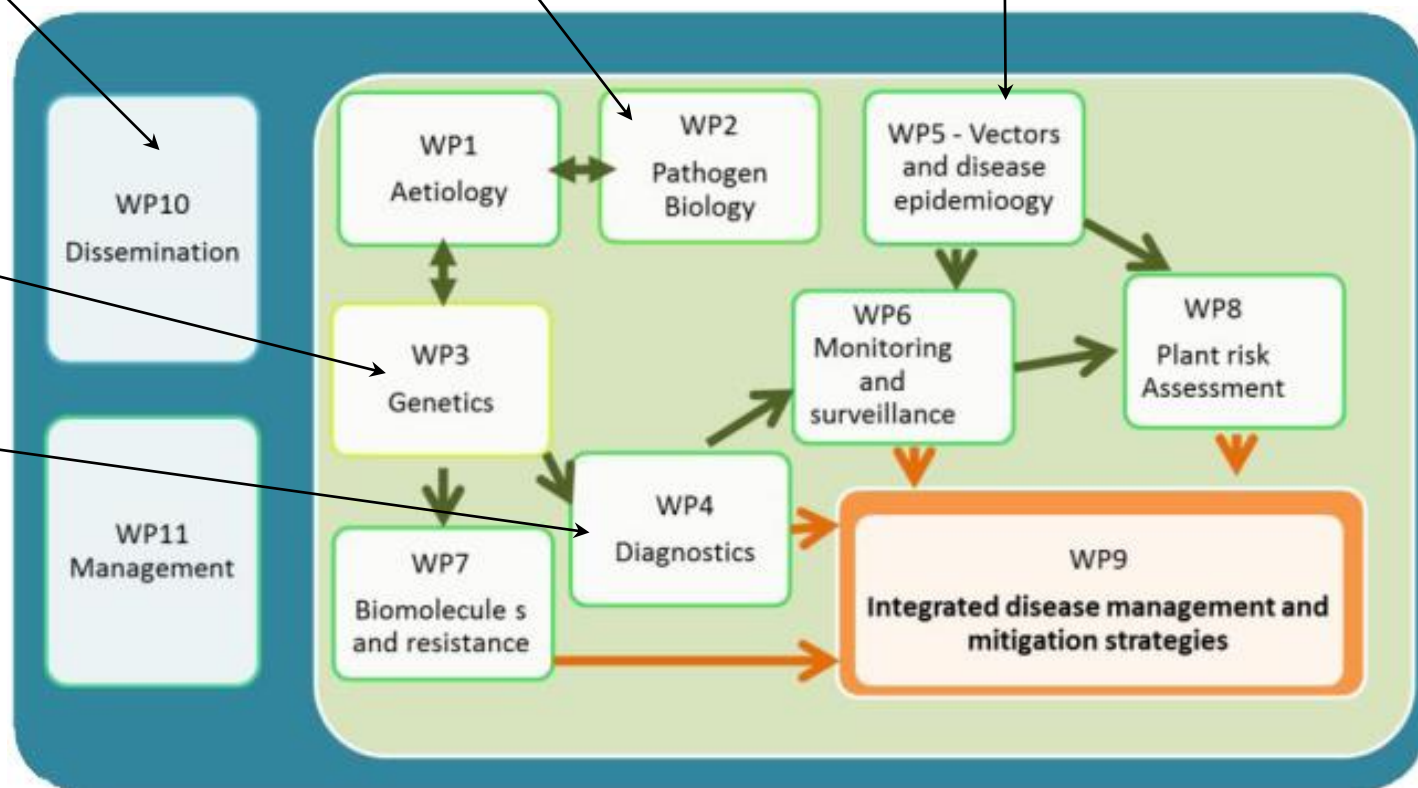 WP10
Dissemination
WP11
Management
WP1
Aetiology
WP2
Pathogen
Biology
WP5 - Vectors
and disease
epidemioogy
WP3
Genetics
WP6
Monitoring
and
surveillance
WP8
Plant risk
Assessment
WP4
Diagnostics
WP7
Biomolecule s
and resistance
WP9
Integrated disease management and
mitigation strategies